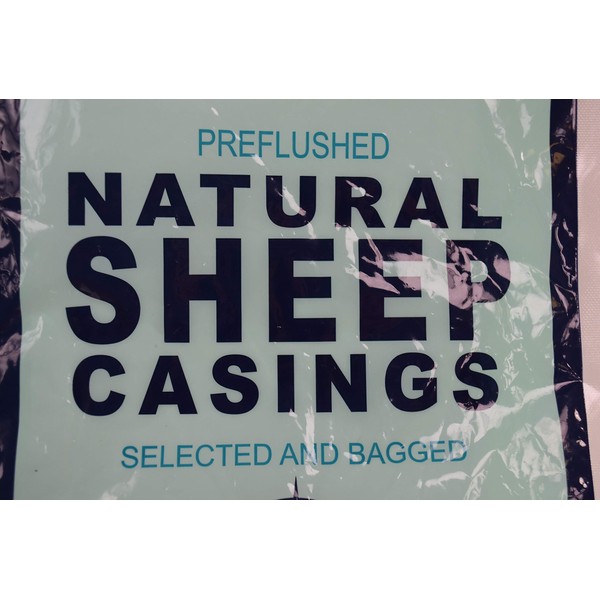 PREFLUSHED
NATURAL
SHEEP
CASINGS
SELECTED AND BAGGED